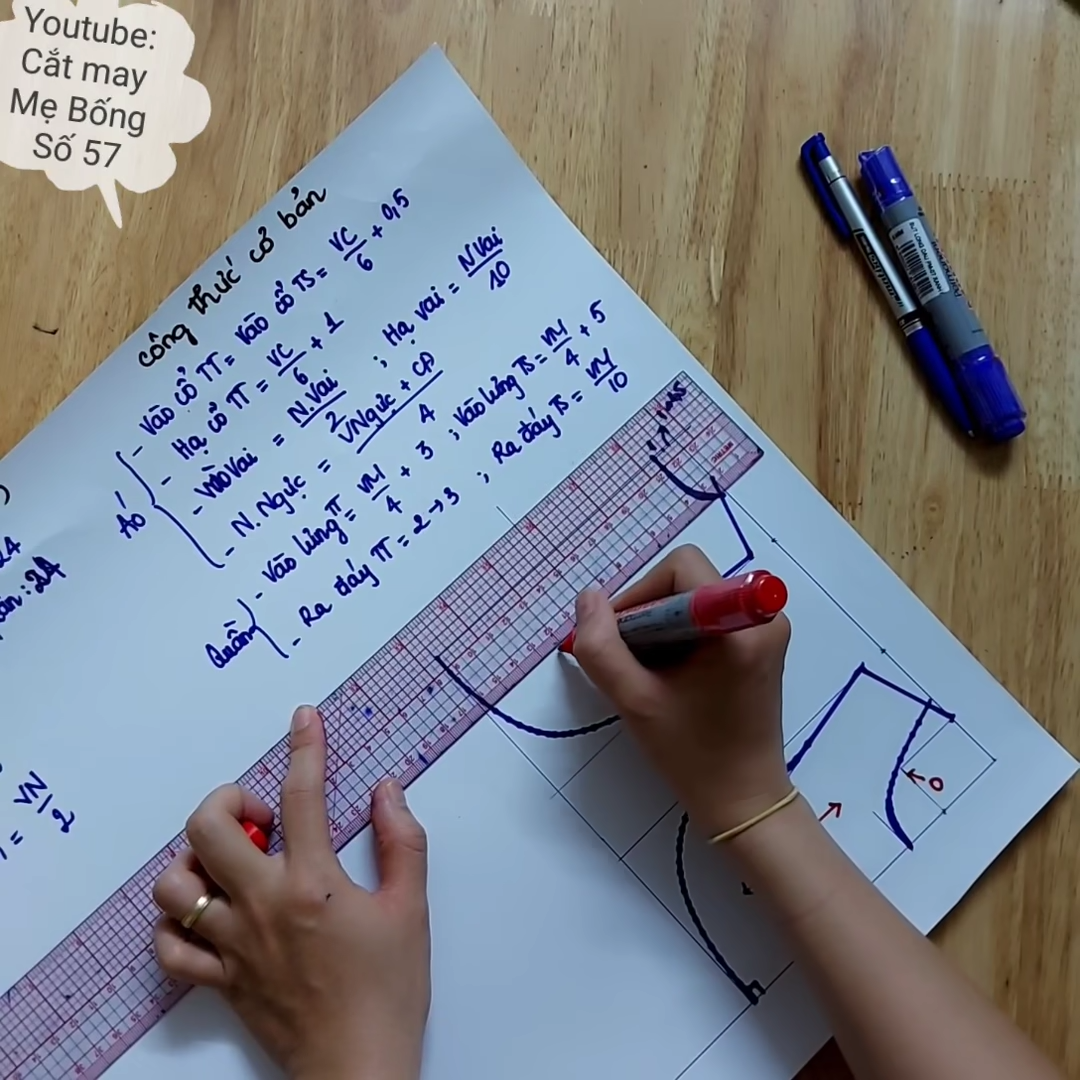 Youtube:
Cắt may
Mẹ Bống
Số 57
công thức cơ bản
Áo
- Vào cổ TT = Vào cổ TS = VC/6 + 0,5
- Hạ cổ TT = VC/6 + 1
- Vào Vai = N.Vai/2 ; Hạ vai = N Vai/10
- N. Ngực = VNgực + CĐ/4
Quần
- Vào lưng TT = VM/4 + 3 ; Vào lưng TS = VM/4 + 5
- Ra đáy TT = 2 → 3 ; Ra đáy TS = VM/10
24
: 24
= VN/2
0